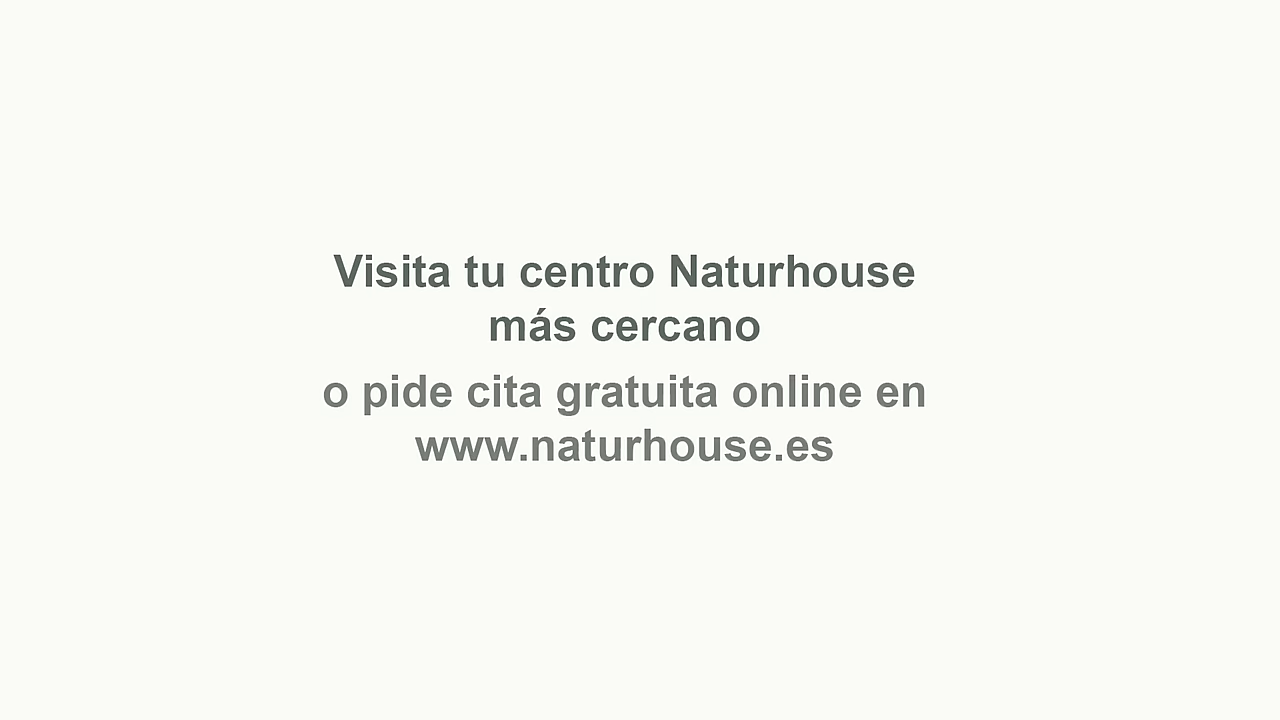 Visita tu centro Naturhouse
más cercano
o pide cita gratuita online en
www.naturhouse.es